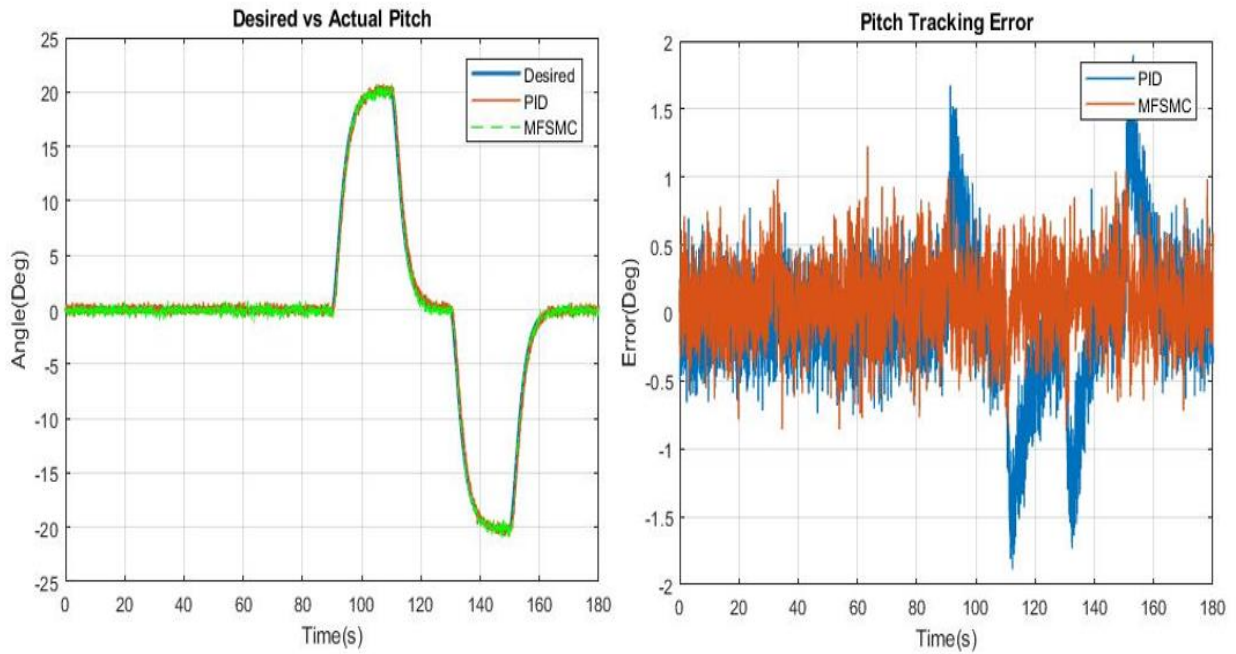 Desired vs Actual Pitch
25
20
15
10
5
0
-5
-10
-15
-20
-25
Angle(Deg)
Desired
PID
MFSMC
0 20 40 60 80 100 120 140 160 180
Time(s)
Pitch Tracking Error
2
1.5
1
0.5
0
-0.5
-1
-1.5
-2
Error(Deg)
PID
MFSMC
0 20 40 60 80 100 120 140 160 180
Time(s)